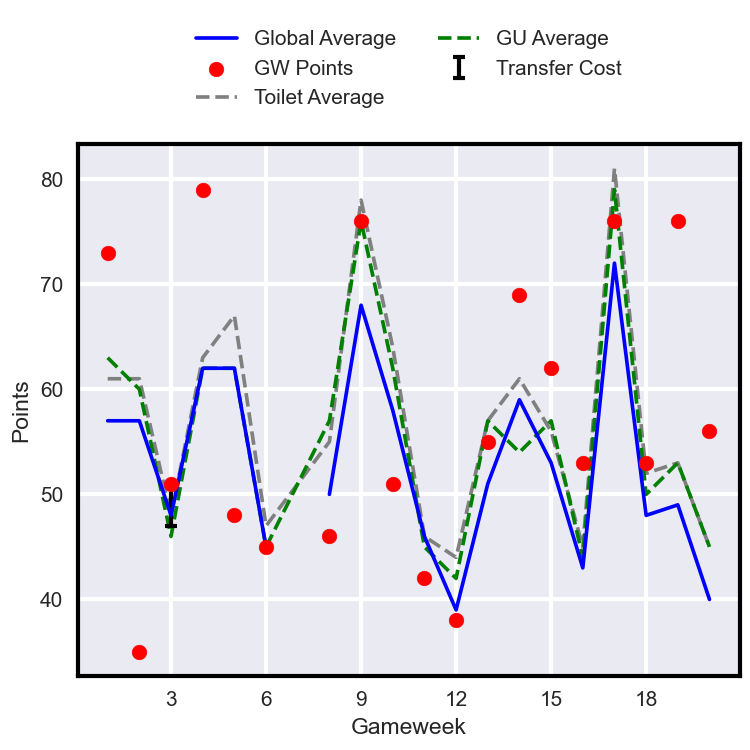 Global Average
GW Points
Toilet Average
GU Average
Transfer Cost
Points
80
70
60
50
40
3 6 9 12 15 18
Gameweek